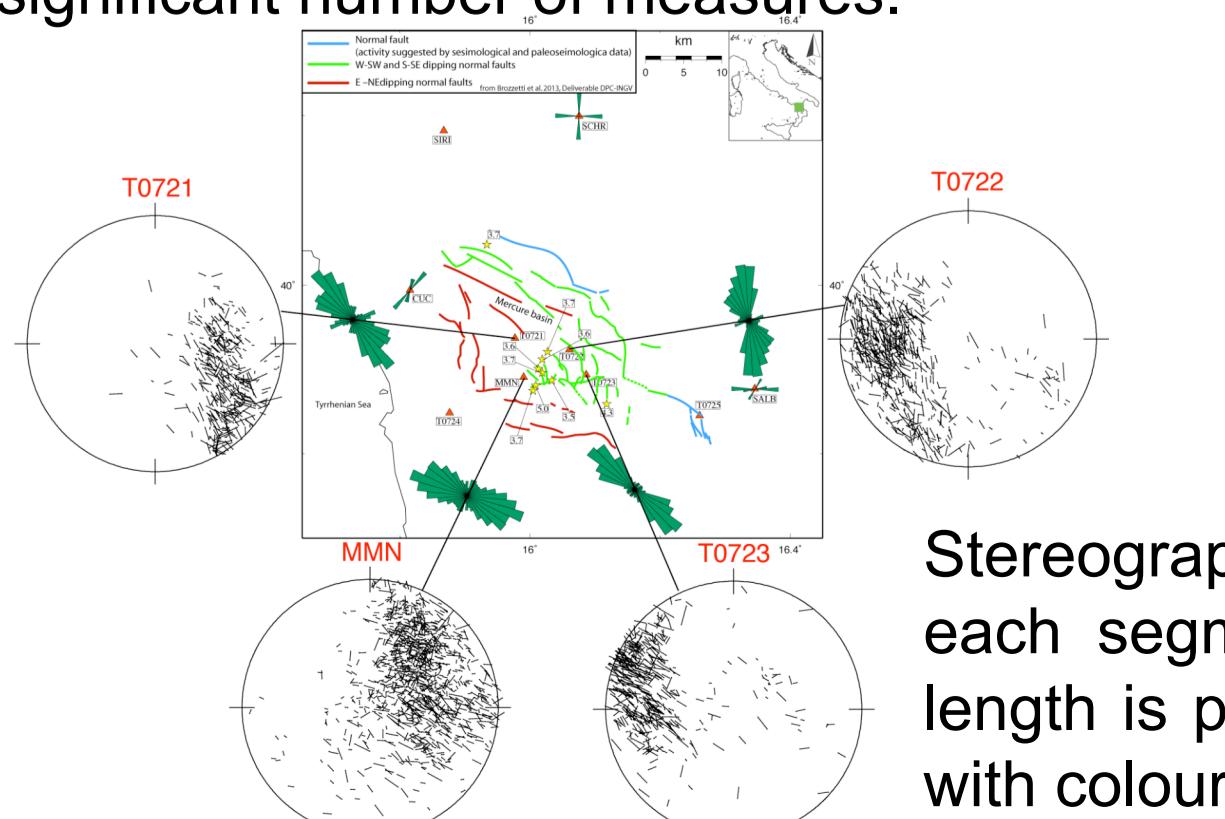 significant number of measures.
16°
16.4°
Normal fault
(activity suggested by sesimological and paleoseimologica data)
W-SW and S-SE dipping normal faults
E –NEdipping normal faults
from Brozzetti et al. 2013, Deliverable DPC-INGV
km
0 5 10
N
SCHR
SIRI
T0721
T0722
3.7
40°
40°
CUC
Mercure basin
3.7
T0721
3.6
3.6
T0722
3.7
MMN
T0723
SALB
Tyrrhenian Sea
T0724
5.0
3.5
4.3
T0725
3.7
16°
16.4°
MMN
T0723
Stereograp
each segn
length is p
with colour